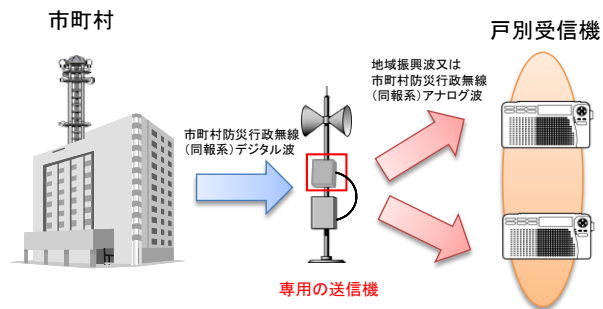 市町村
市町村防災行政無線
（同報系）デジタル波
専用の送信機
地域振興波又は
市町村防災行政無線
（同報系）アナログ波
戸別受信機